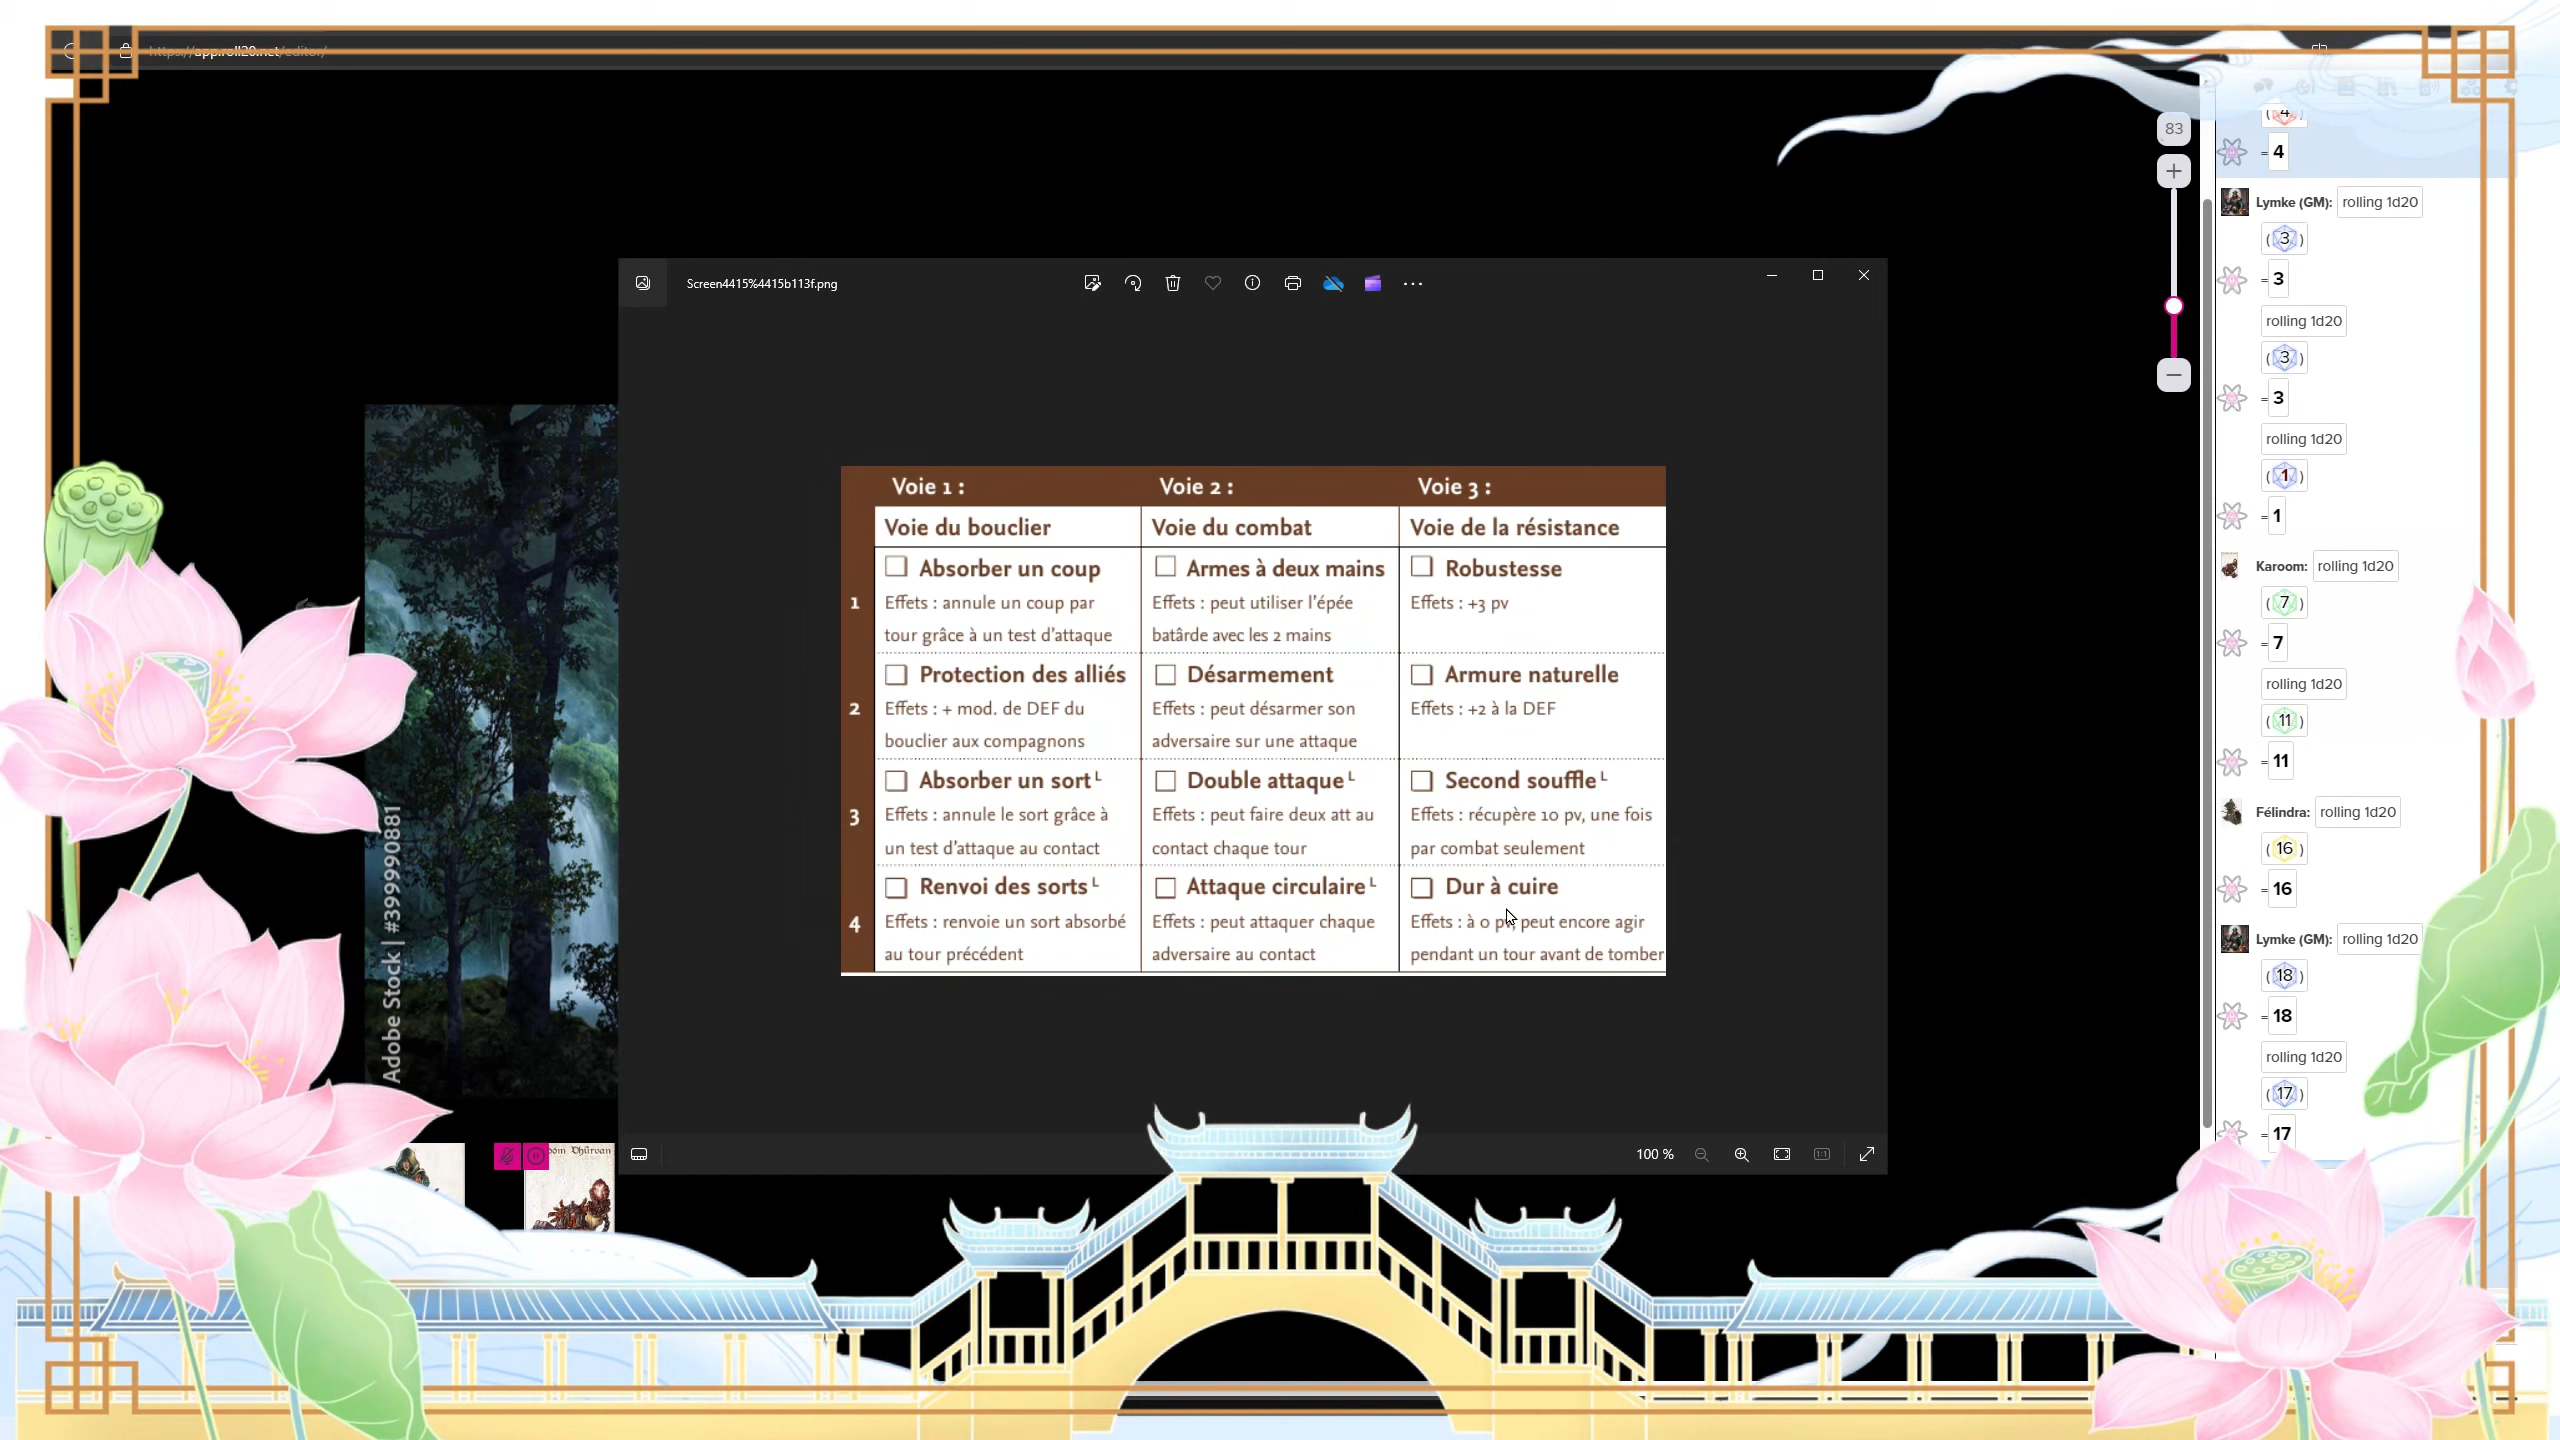 https://app.roll20.net/editor/
Screen4415%4415b113f.png
Voie 1 :
Voie 2 :
Voie 3 :
Voie du bouclier
Voie du combat
Voie de la résistance
1
Absorber un coup
Effets : annule un coup par
tour grâce à un test d'attaque
Armes à deux mains
Effets : peut utiliser l'épée
batârde avec les 2 mains
Robustesse
Effets : +3 pv
2
Protection des alliés
Effets : + mod. de DEF du
bouclier aux compagnons
Désarmement
Effets : peut désarmer son
adversaire sur une attaque
Armure naturelle
Effets : +2 à la DEF
3
Absorber un sort L
Effets : annule le sort grâce à
un test d'attaque au contact
Double attaque L
Effets : peut faire deux att au
contact chaque tour
Second souffle L
Effets : récupère 10 pv, une fois
par combat seulement
4
Renvoi des sorts L
Effets : renvoie un sort absorbé
au tour précédent
Attaque circulaire L
Effets : peut attaquer chaque
adversaire au contact
Dur à cuire
Effets : à 0 pv, peut encore agir
pendant un tour avant de tomber
100 %
1:1
Adobe Stock | #399990881
Dhûrvan
83
(4)
=4
Lymke (GM): rolling 1d20
(3)
=3
rolling 1d20
(3)
=3
rolling 1d20
(1)
=1
Karoom: rolling 1d20
(7)
=7
rolling 1d20
(11)
=11
Félindra: rolling 1d20
(16)
=16
Lymke (GM): rolling 1d20
(18)
=18
rolling 1d20
(17)
=17